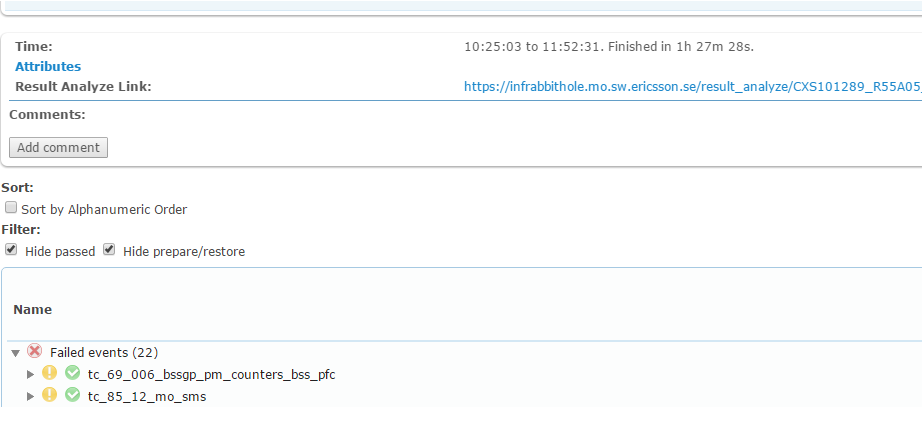 Time: 10:25:03 to 11:52:31. Finished in 1h 27m 28s.
Attributes
Result Analyze Link: https://infrabbithole.mo.sw.ericsson.se/result_analyze/CXS101289_R55A05_
Comments:
Add comment
Sort:
Sort by Alphanumeric Order
Filter:
Hide passed Hide prepare/restore
Name
Failed events (22)
tc_69_006_bssgp_pm_counters_bss_pfc
tc_85_12_mo_sms